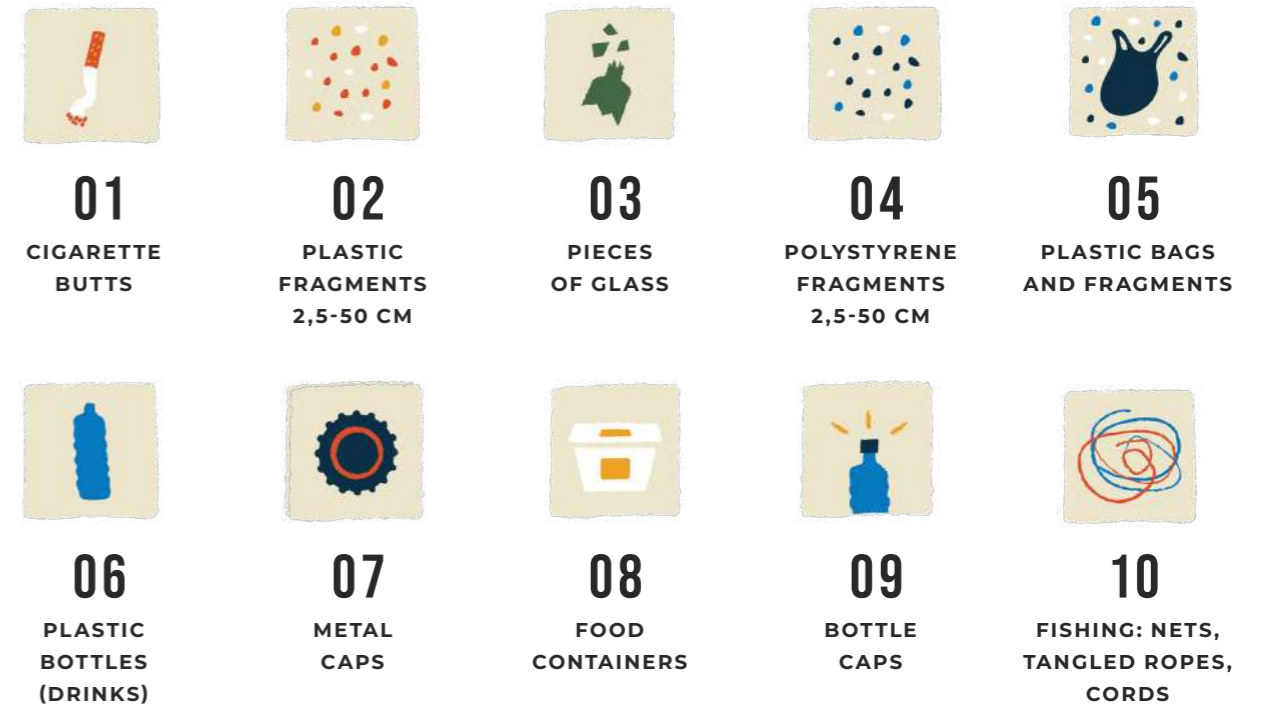 01
CIGARETTE
BUTTS
02
PLASTIC
FRAGMENTS
2,5-50 CM
03
PIECES
OF GLASS
04
POLYSTYRENE
FRAGMENTS
2,5-50 CM
05
PLASTIC BAGS
AND FRAGMENTS
06
PLASTIC
BOTTLES
(DRINKS)
07
METAL
CAPS
08
FOOD
CONTAINERS
09
BOTTLE
CAPS
10
FISHING: NETS,
TANGLED ROPES,
CORDS